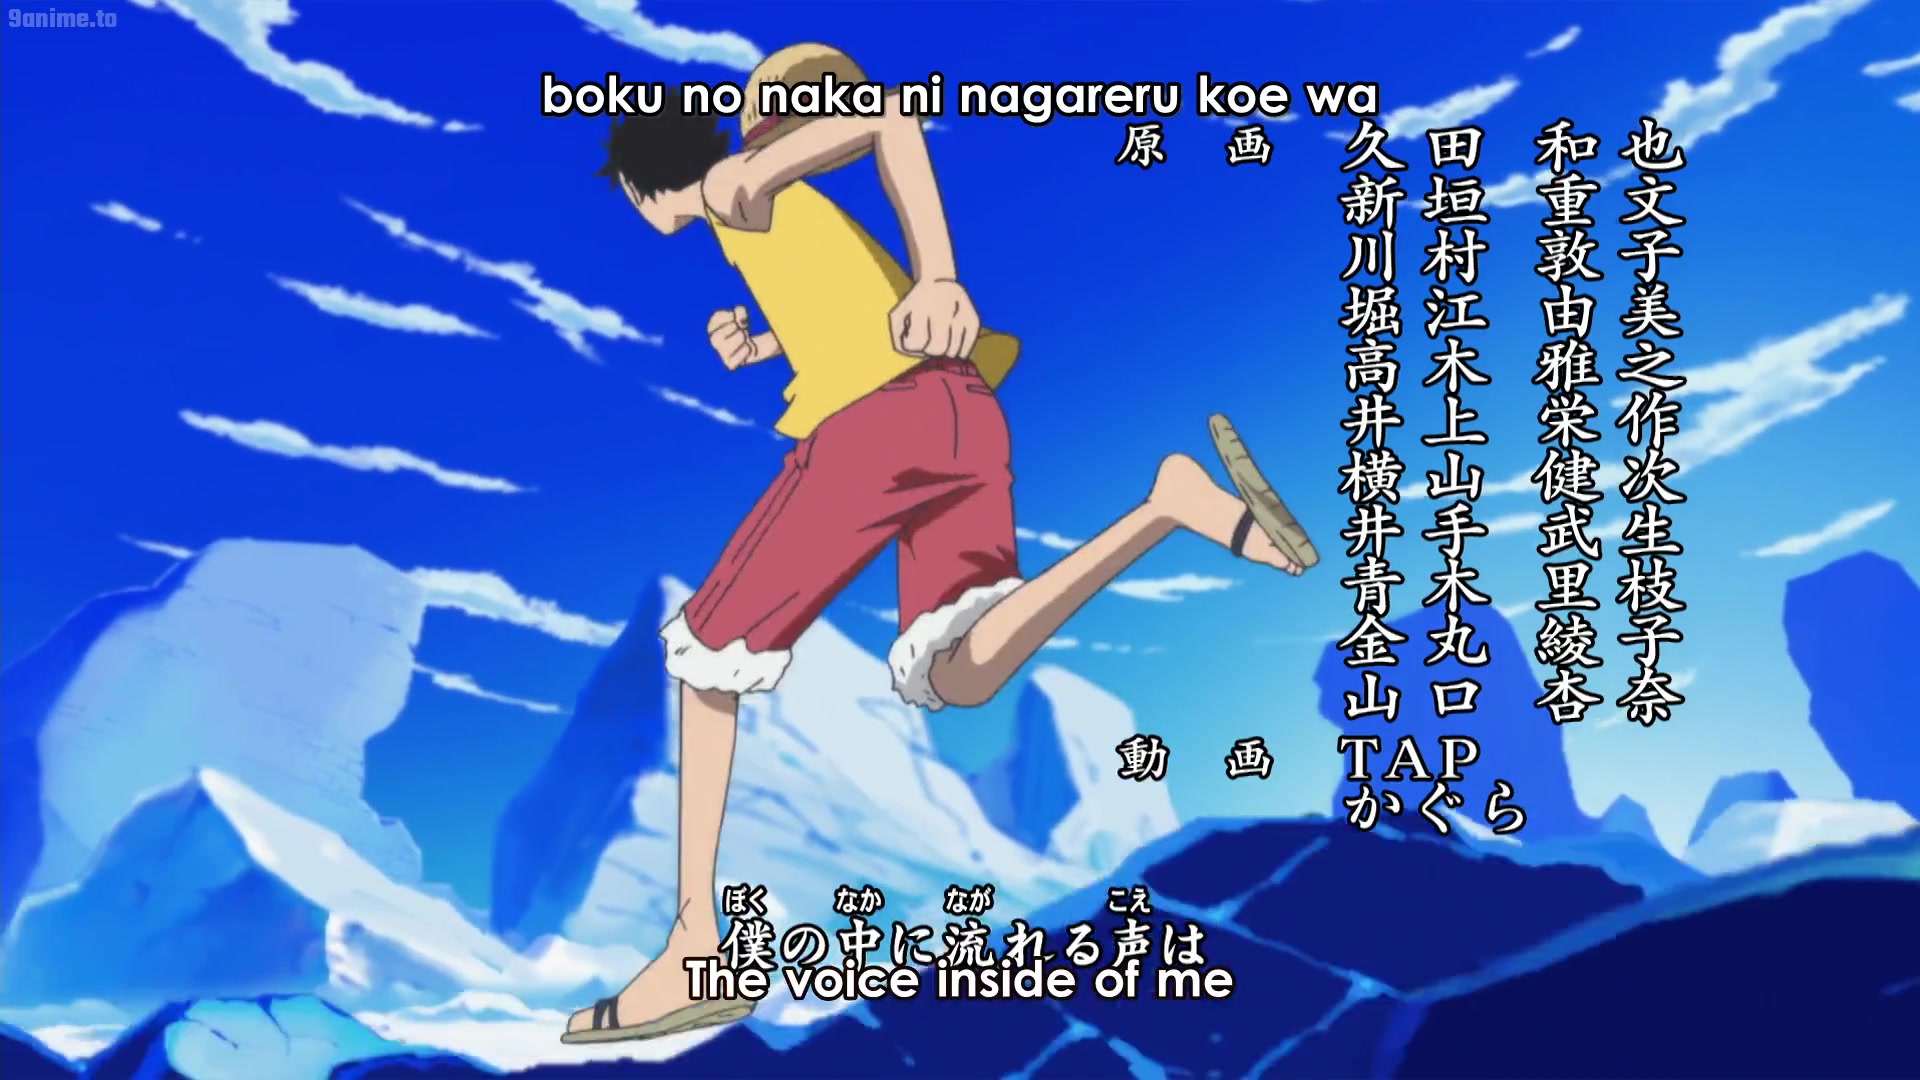 9anime.to
boku no naka ni nagareru koe wa
原画 久田和也
新垣重文
川村敦子
堀江由美
高木雅之
井上栄作
横山健次
井手武生
青木里枝
金丸綾子
山口杏奈
動画 TAP
かぐら
ぼく なか なが こえ
僕の中に流れる声は
The voice inside of me